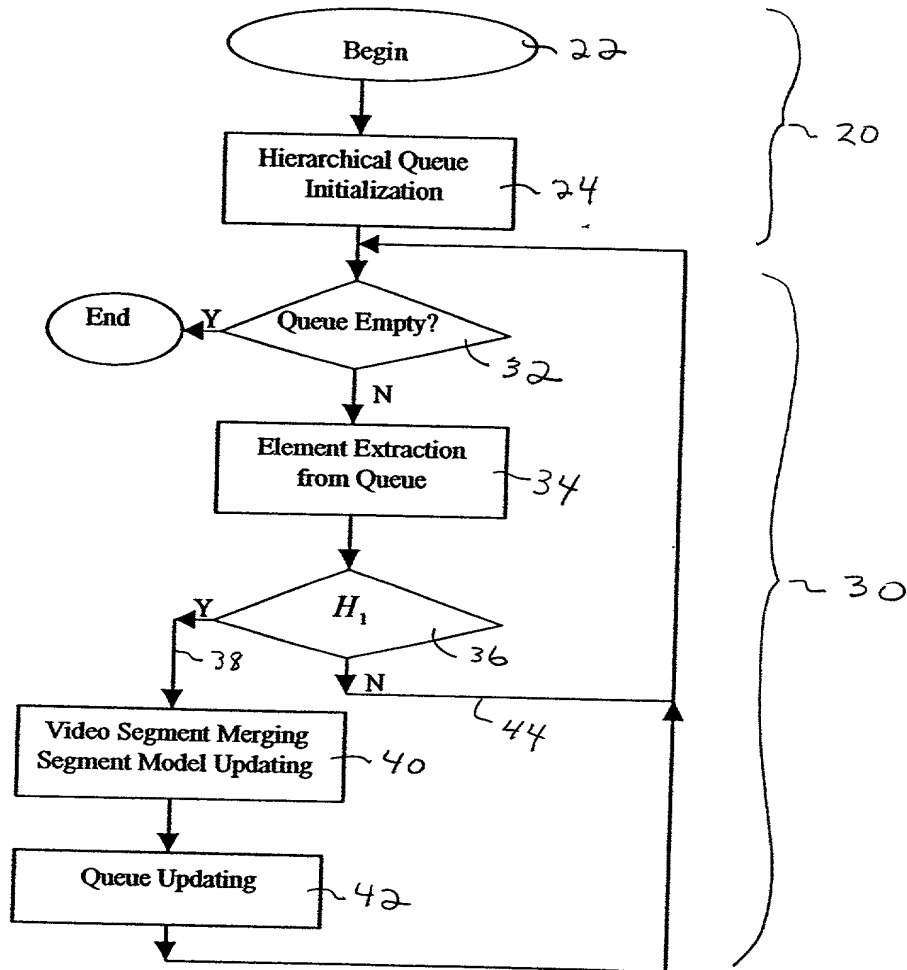 Begin
22
20
Hierarchical Queue
Initialization
24
End
Y
Queue Empty?
32
N
Element Extraction
from Queue
34
30
Y
H₁
36
38
N
44
Video Segment Merging
Segment Model Updating
40
Queue Updating
42